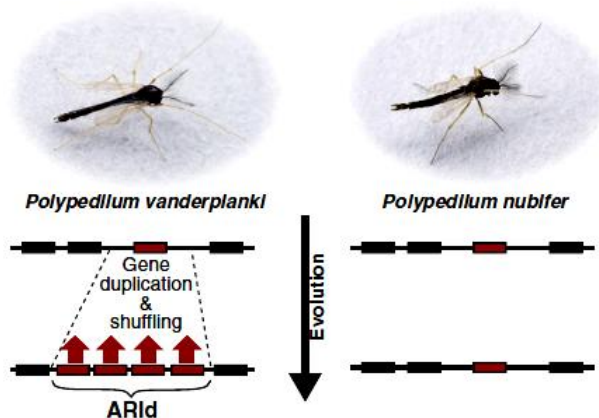 Polypedilum vanderplanki
Polypedilum nubifer
Gene
duplication
&
shuffling
Evolution
ARId